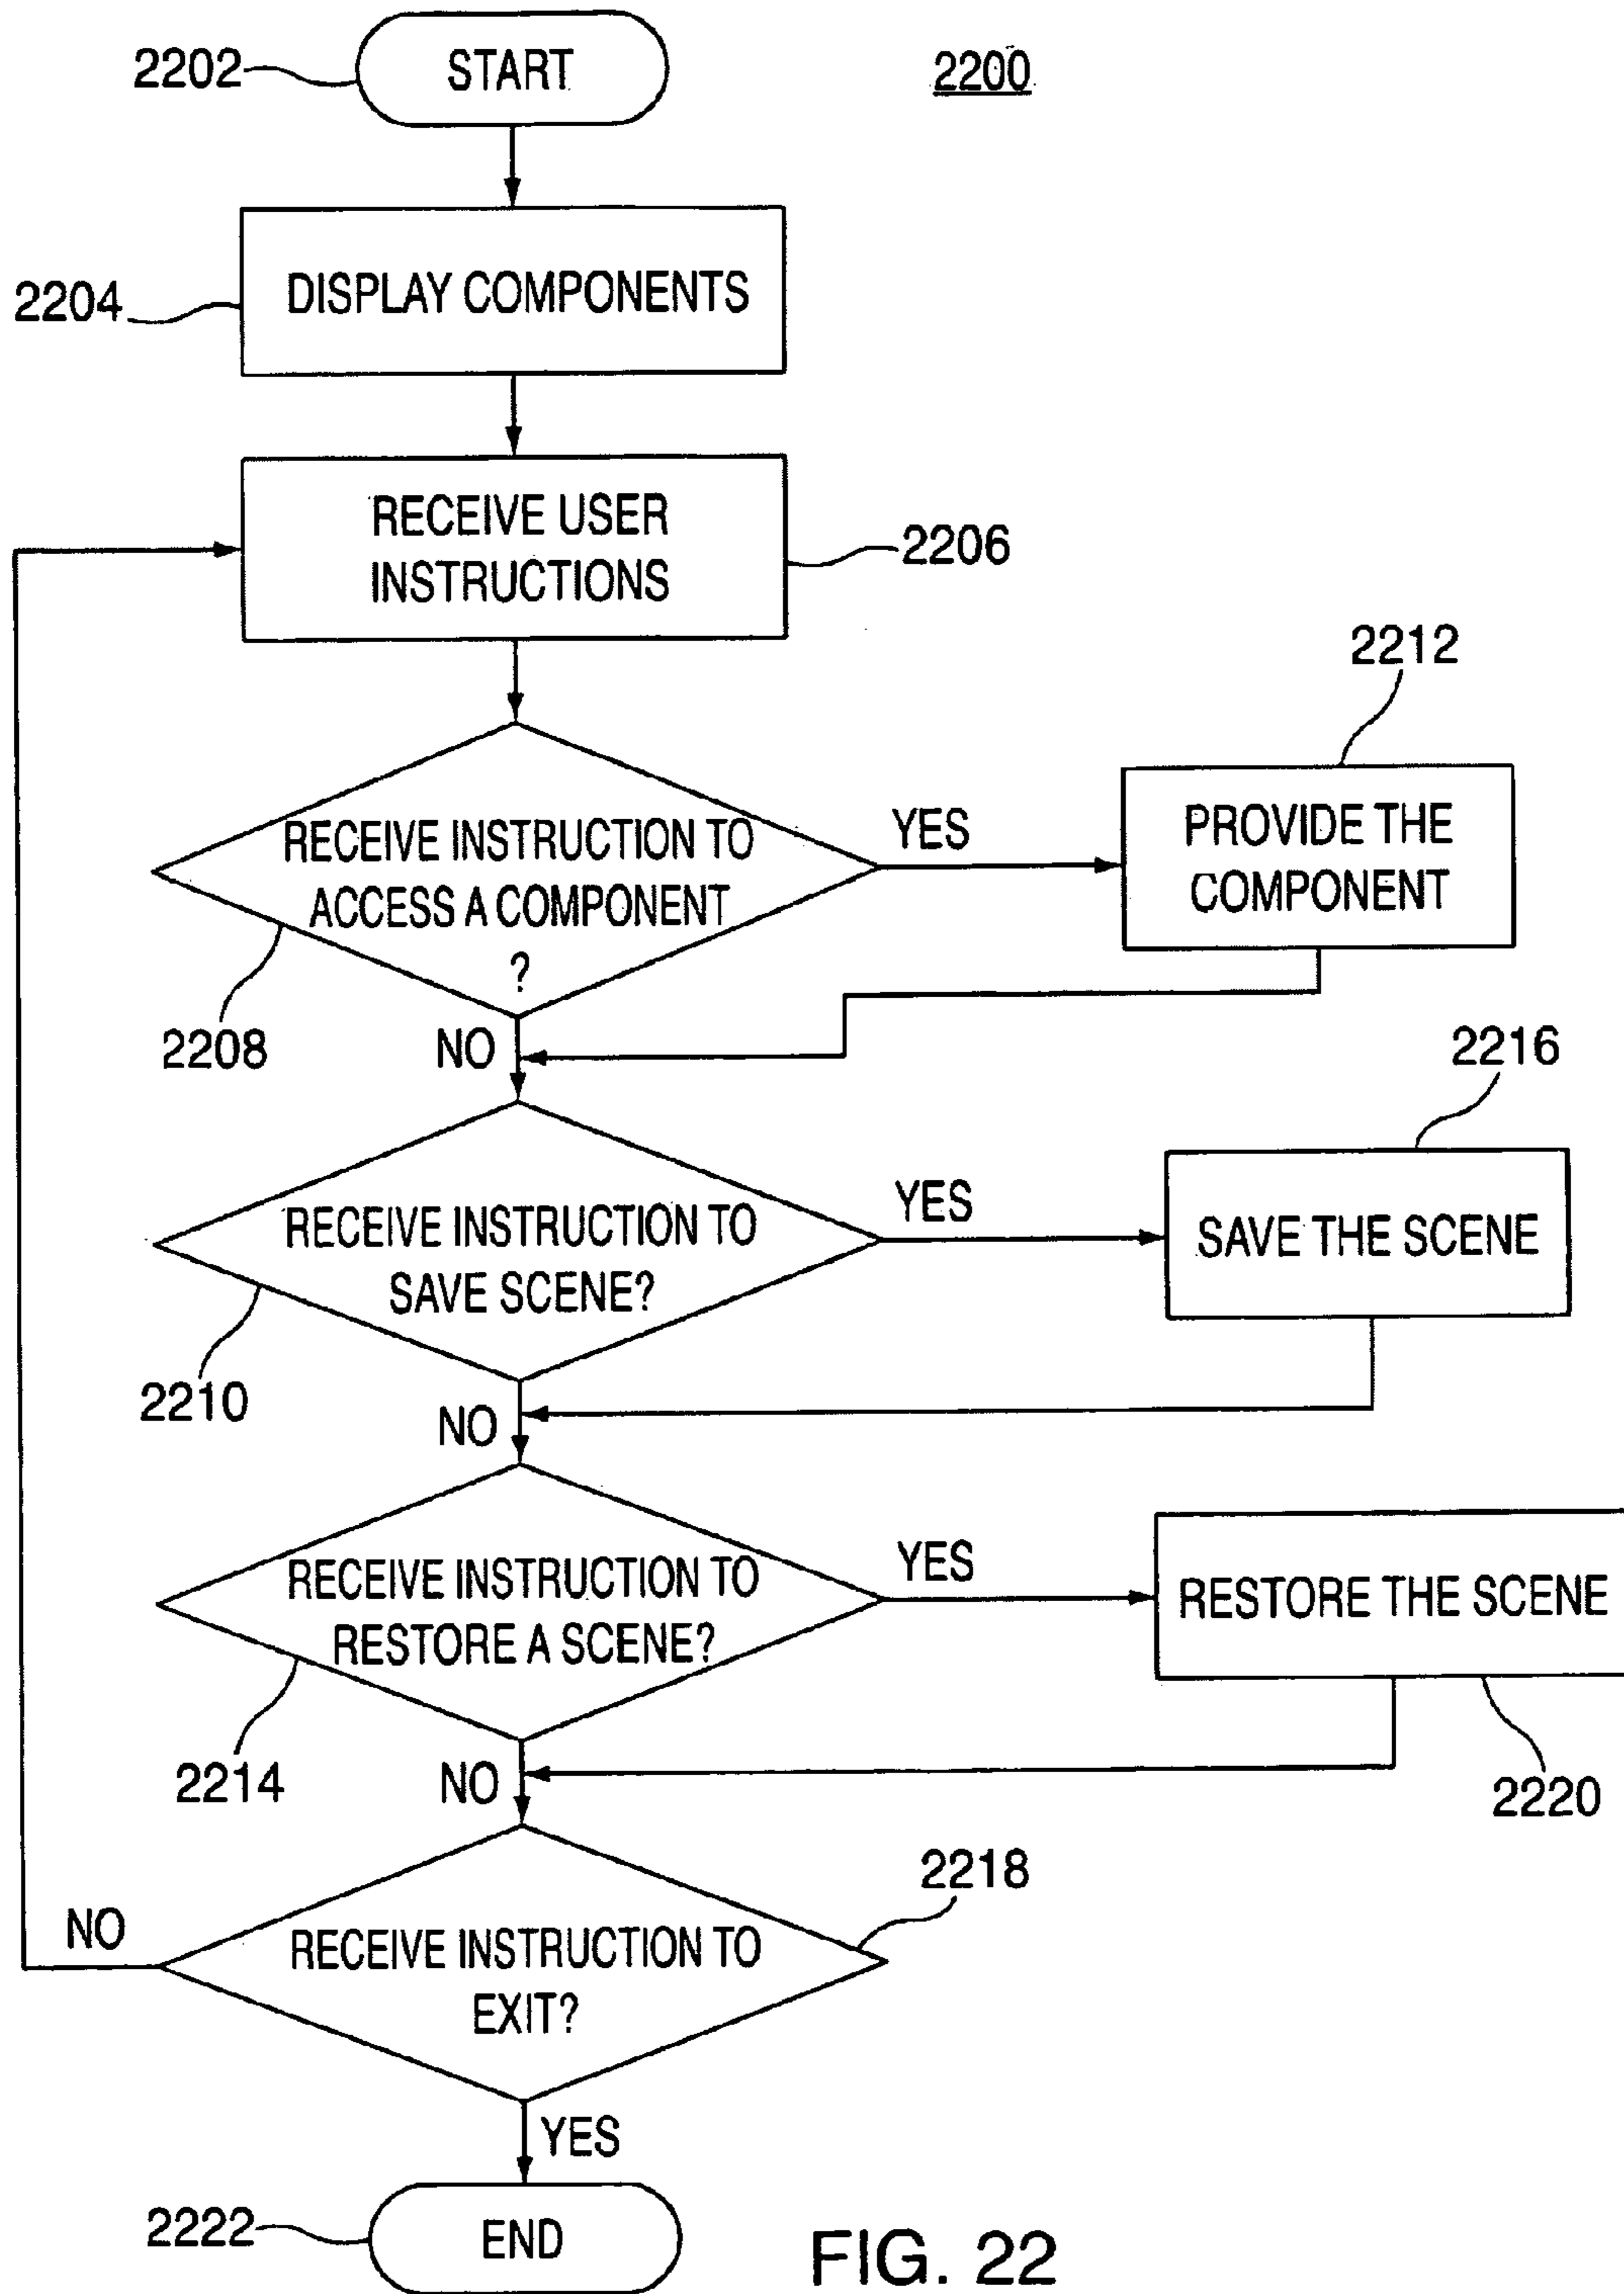 2202
START
2200
2204
DISPLAY COMPONENTS
RECEIVE USER
INSTRUCTIONS
2206
2212
RECEIVE INSTRUCTION TO
ACCESS A COMPONENT
?
YES
PROVIDE THE
COMPONENT
2208
NO
2216
RECEIVE INSTRUCTION TO
SAVE SCENE?
YES
SAVE THE SCENE
2210
NO
RECEIVE INSTRUCTION TO
RESTORE A SCENE?
YES
RESTORE THE SCENE
2214
NO
2220
2218
NO
RECEIVE INSTRUCTION TO
EXIT?
YES
2222
END
FIG. 22